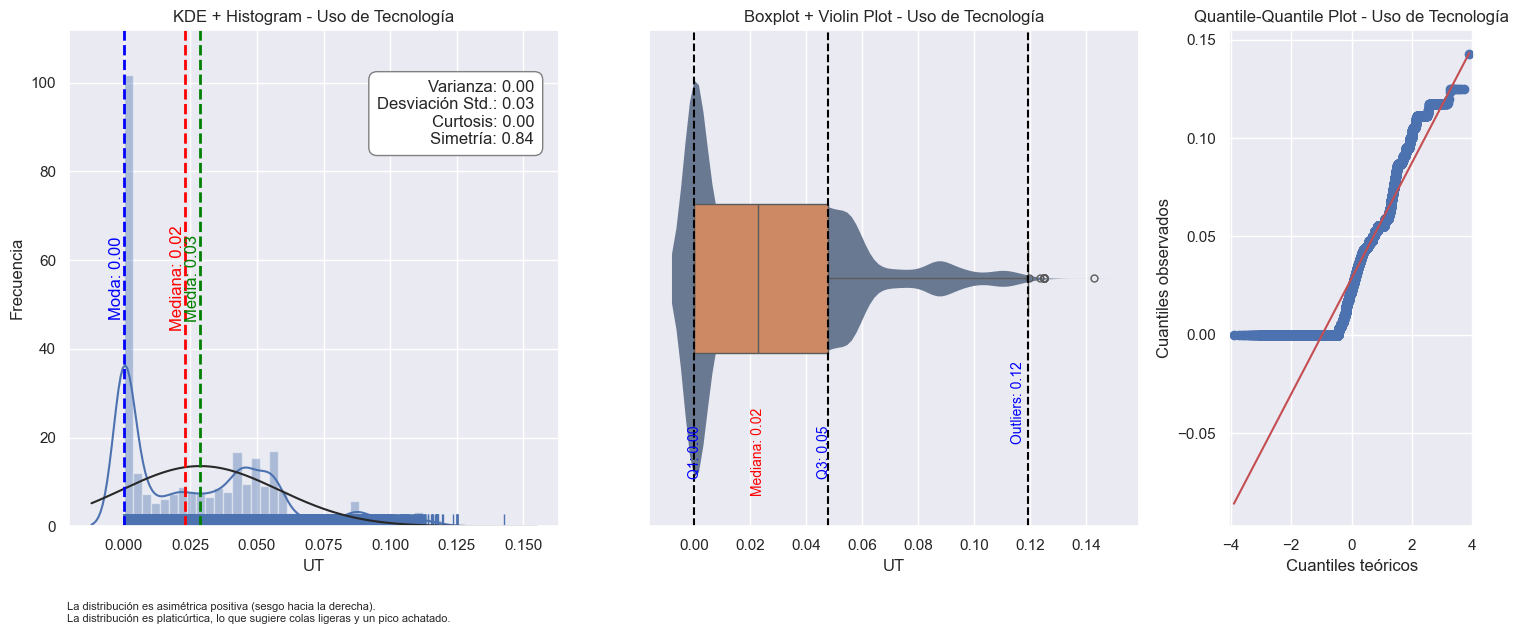 KDE + Histogram - Uso de Tecnología
Frecuencia
100
80
60
40
20
0
Moda: 0.00
Mediana: 0.02
Media: 0.03
Varianza: 0.00
Desviación Std.: 0.03
Curtosis: 0.00
Simetría: 0.84
0.000 0.025 0.050 0.075 0.100 0.125 0.150
UT
La distribución es asimétrica positiva (sesgo hacia la derecha).
La distribución es platicúrtica, lo que sugiere colas ligeras y un pico achatado.
Boxplot + Violin Plot - Uso de Tecnología
Q1: 0.00
Mediana: 0.02
Q3: 0.05
Outliers: 0.12
0.00 0.02 0.04 0.06 0.08 0.10 0.12 0.14
UT
Quantile-Quantile Plot - Uso de Tecnología
Cuantiles observados
0.15
0.10
0.05
0.00
−0.05
−4 −2 0 2 4
Cuantiles teóricos